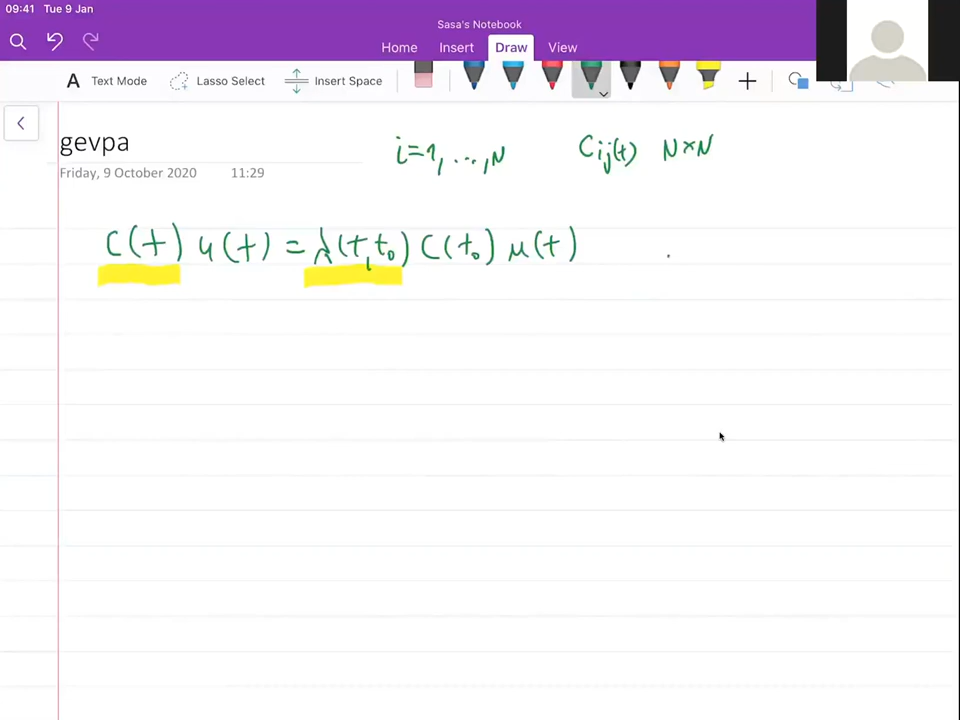 09:41 Tue 9 Jan
Sasa's Notebook
Home Insert Draw View
A Text Mode Lasso Select Insert Space
gevpa
Friday, 9 October 2020 11:29
i=1, ..., N Cij(t) N×N
C(t) u(t) = λ(t,t₀) C(t₀) u(t)